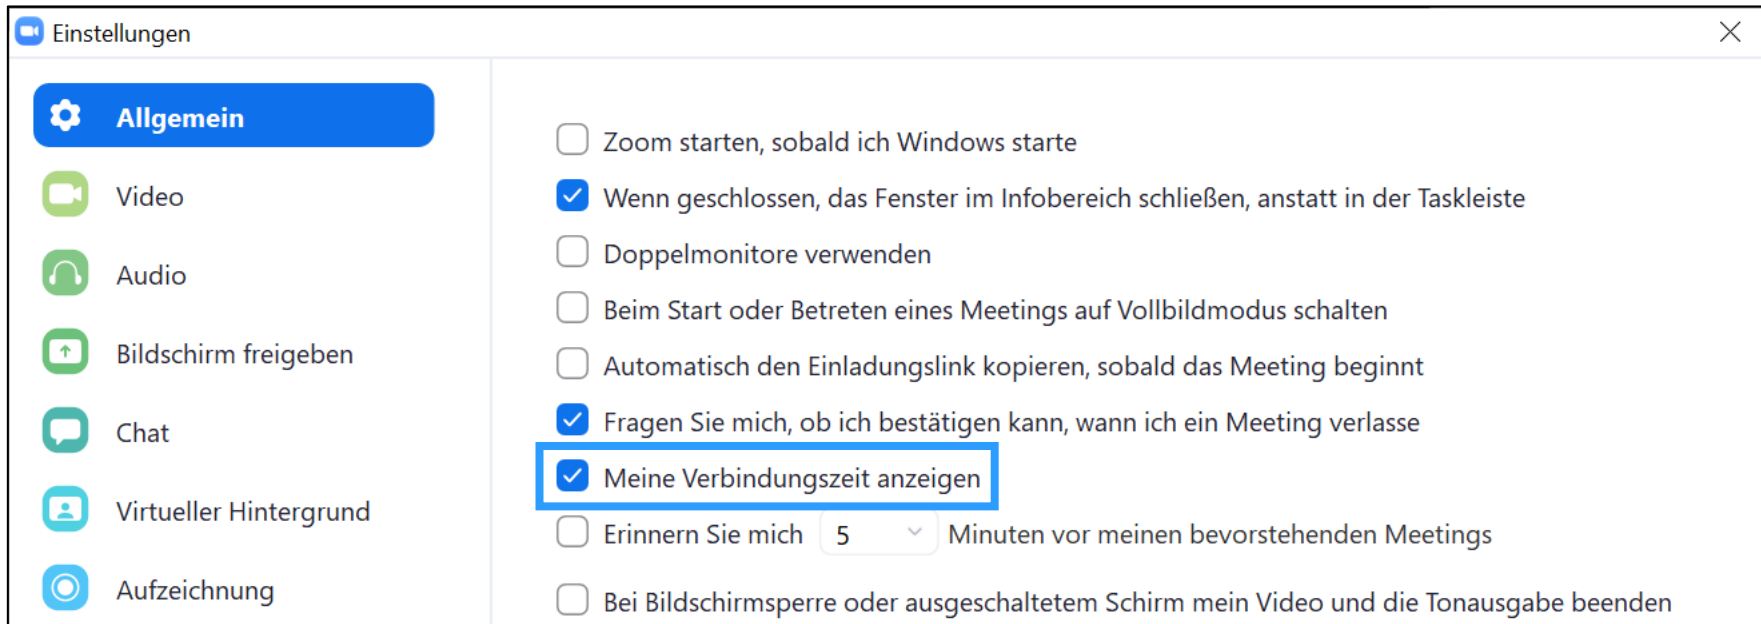 Einstellungen
Allgemein
Video
Audio
Bildschirm freigeben
Chat
Virtueller Hintergrund
Aufzeichnung
Zoom starten, sobald ich Windows starte
Wenn geschlossen, das Fenster im Infobereich schließen, anstatt in der Taskleiste
Doppelmonitore verwenden
Beim Start oder Betreten eines Meetings auf Vollbildmodus schalten
Automatisch den Einladungslink kopieren, sobald das Meeting beginnt
Fragen Sie mich, ob ich bestätigen kann, wann ich ein Meeting verlasse
Meine Verbindungszeit anzeigen
Erinnern Sie mich 5 Minuten vor meinen bevorstehenden Meetings
Bei Bildschirmsperre oder ausgeschaltetem Schirm mein Video und die Tonausgabe beenden